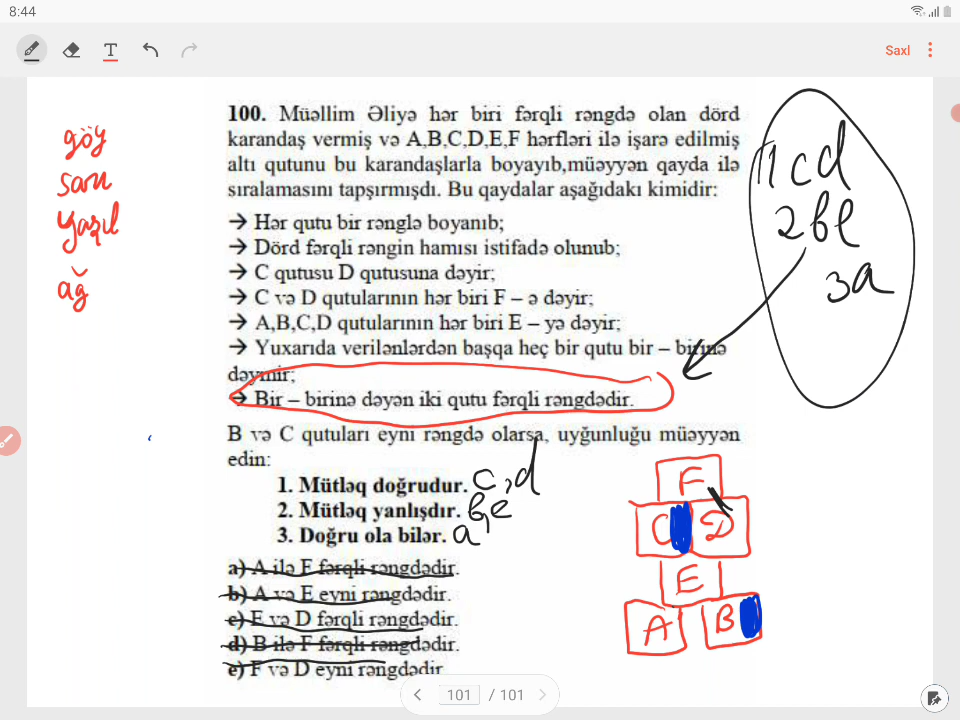 8:44
T
Saxl
göy
sarı
yaşıl
ağ
100. Müəllim Əliyə hər biri fərqli rəngdə olan dörd
karandaş vermiş və A,B,C,D,E,F hərfləri ilə işarə edilmiş
altı qutunu bu karandaşlarla boyayıb,müəyyən qayda ilə
sıralamasını tapşırmışdı. Bu qaydalar aşağıdakı kimidir:
→ Hər qutu bir rənglə boyanıb;
→ Dörd fərqli rəngin hamısı istifadə olunub;
→ C qutusu D qutusuna dəyir;
→ C və D qutularının hər biri F – ə dəyir;
→ A,B,C,D qutularının hər biri E – yə dəyir;
→ Yuxarıda verilənlərdən başqa heç bir qutu bir – birinə
dəymir;
→ Bir – birinə dəyən iki qutu fərqli rəngdədir.
1 cd
2 be
3a
B və C qutuları eyni rəngdə olarsa, uyğunluğu müəyyən
edin:
1. Mütləq doğrudur. c,d
2. Mütləq yanlışdır. b,e
3. Doğru ola bilər. a
a) A ilə F fərqli rəngdədir.
b) A və E eyni rəngdədir.
c) E və D fərqli rəngdədir.
d) B ilə F fərqli rəngdədir.
e) F və D eyni rəngdədir
F
C D
E
A B
101 / 101